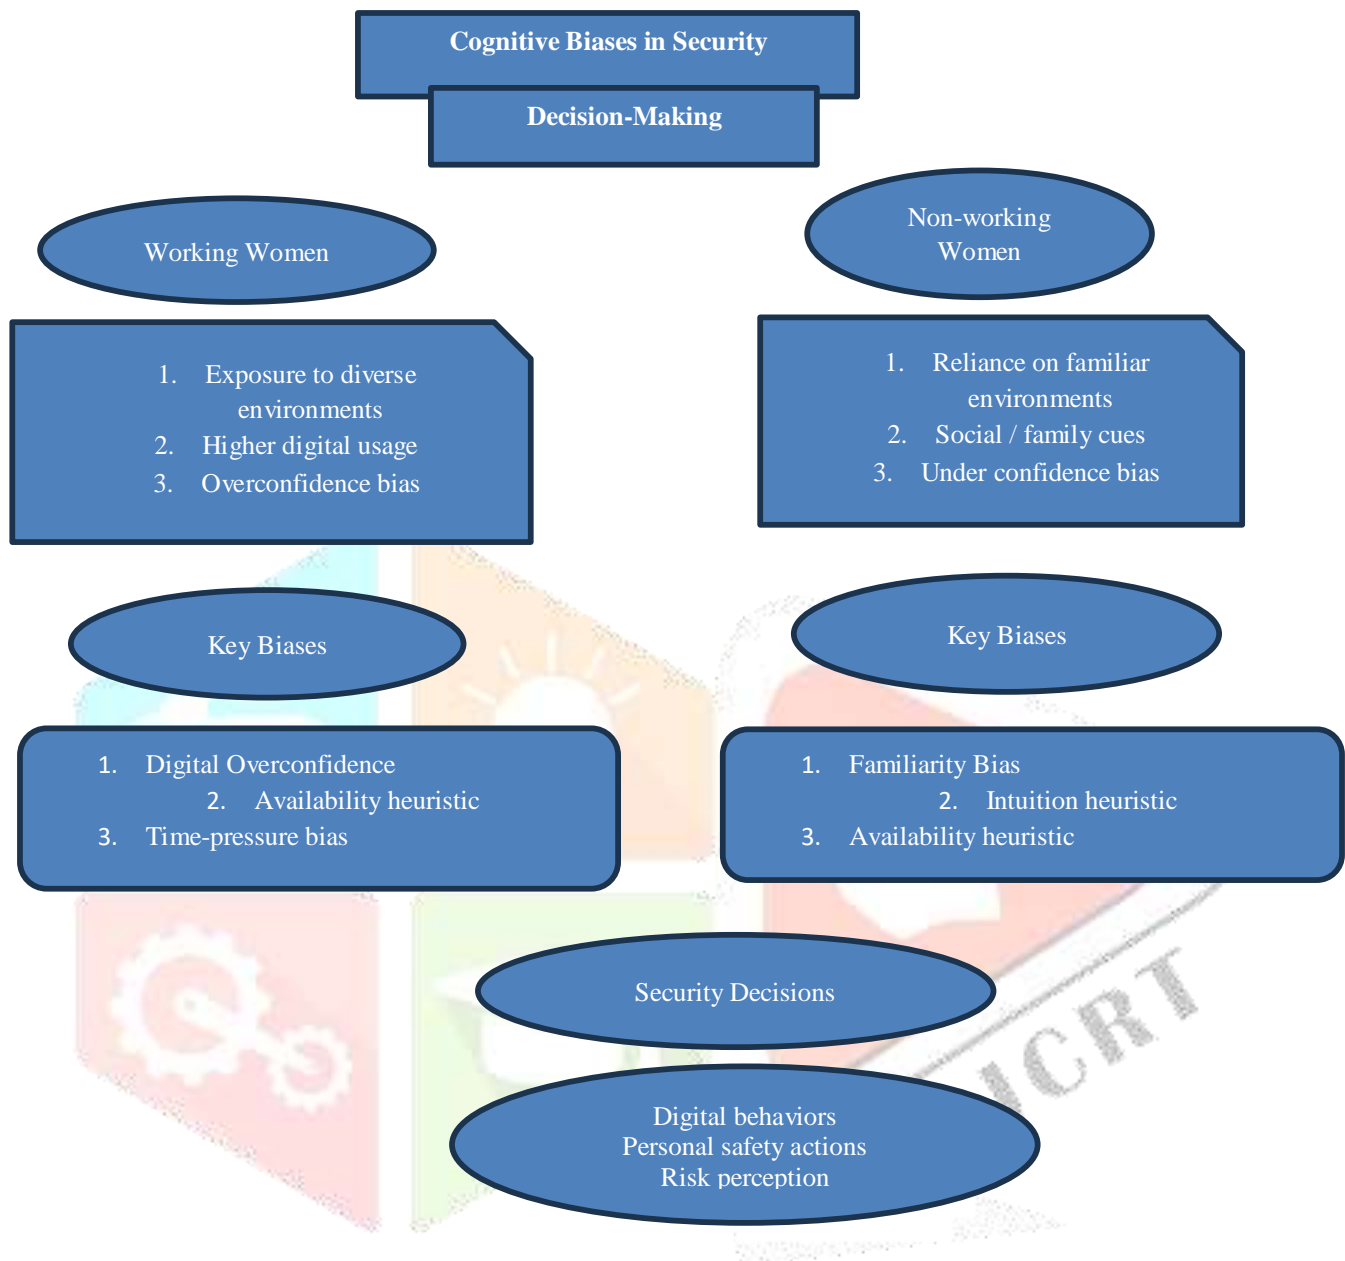 Cognitive Biases in Security
Decision-Making
Working Women
Non-working
Women
1. Exposure to diverse
environments
2. Higher digital usage
3. Overconfidence bias
1. Reliance on familiar
environments
2. Social / family cues
3. Under confidence bias
Key Biases
Key Biases
1. Digital Overconfidence
2. Availability heuristic
3. Time-pressure bias
1. Familiarity Bias
2. Intuition heuristic
3. Availability heuristic
Security Decisions
Digital behaviors
Personal safety actions
Risk perception